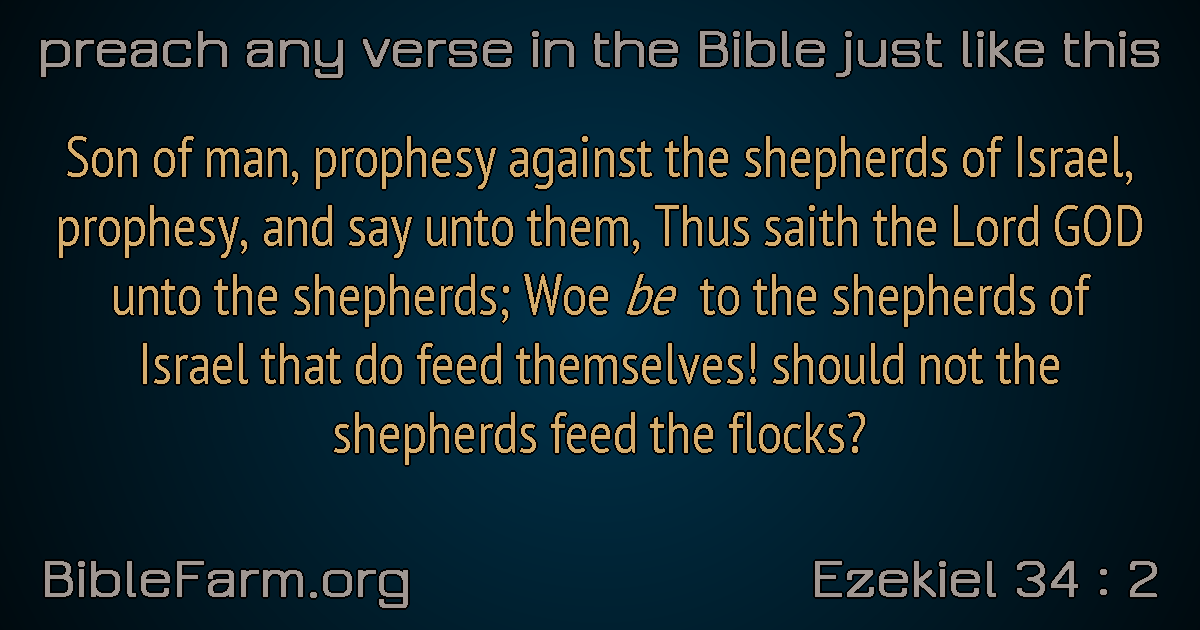 preach any verse in the Bible just like this
Son of man, prophesy against the shepherds of Israel,
prophesy, and say unto them, Thus saith the Lord GOD
unto the shepherds; Woe be to the shepherds of
Israel that do feed themselves! should not the
shepherds feed the flocks?
BibleFarm.org
Ezekiel 34 : 2